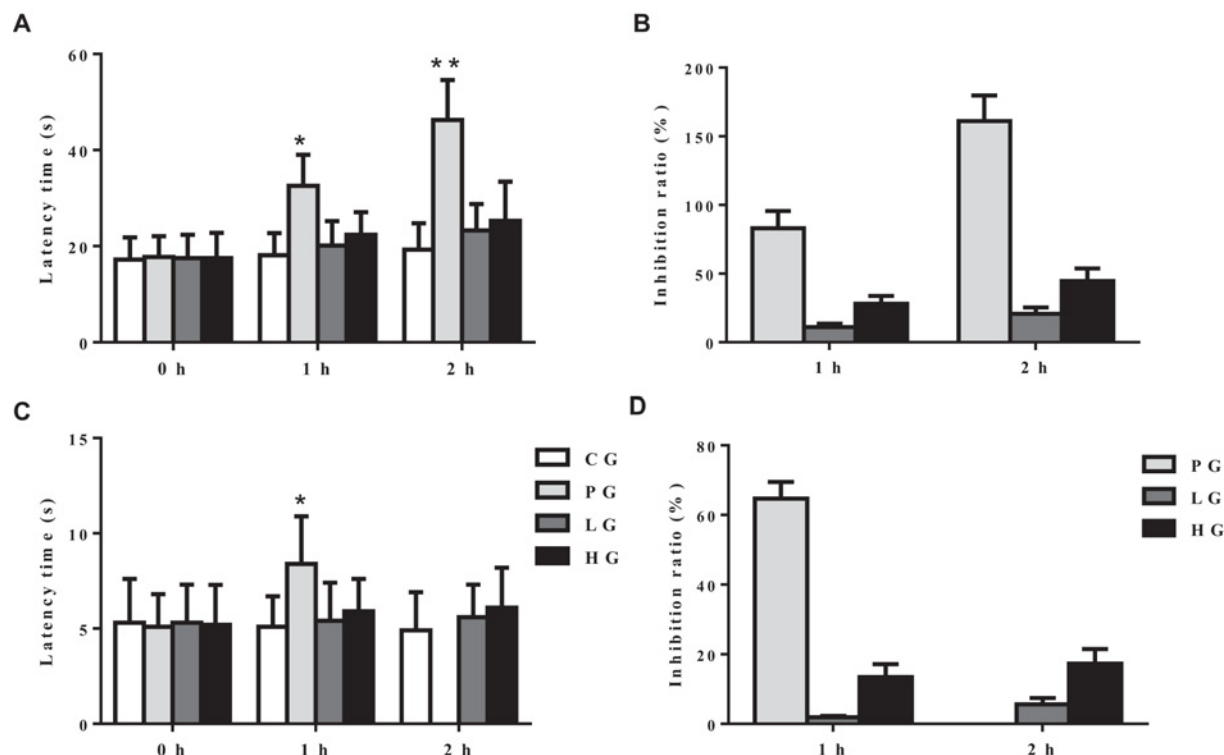 A
Latency time (s)
60
40
20
0
*
**
0 h
1 h
2 h
B
Inhibition ratio (%)
200
150
100
50
0
1 h
2 h
C
Latency time (s)
15
10
5
0
*
0 h
1 h
2 h
CG
PG
LG
HG
D
Inhibition ratio (%)
80
60
40
20
0
1 h
2 h
PG
LG
HG